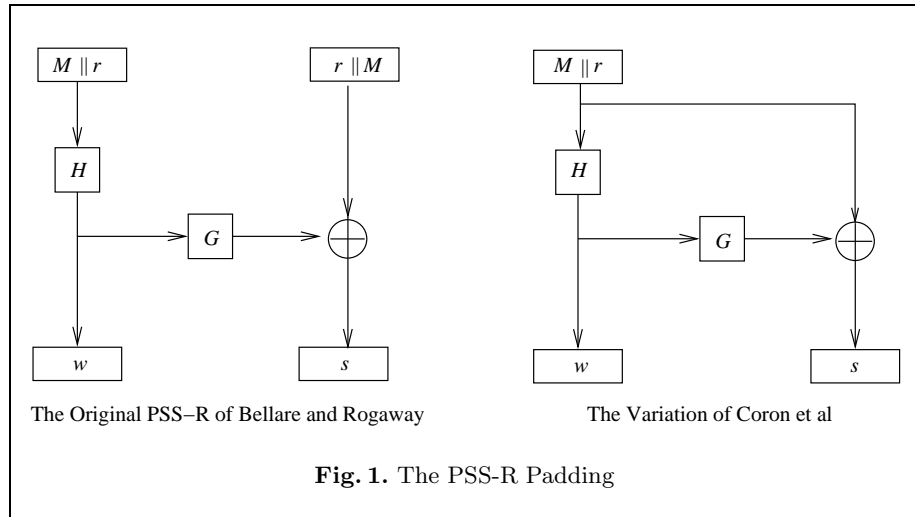 M || r
r || M
M || r
H
H
G
G
w
s
w
s
The Original PSS–R of Bellare and Rogaway
The Variation of Coron et al
Fig. 1. The PSS-R Padding